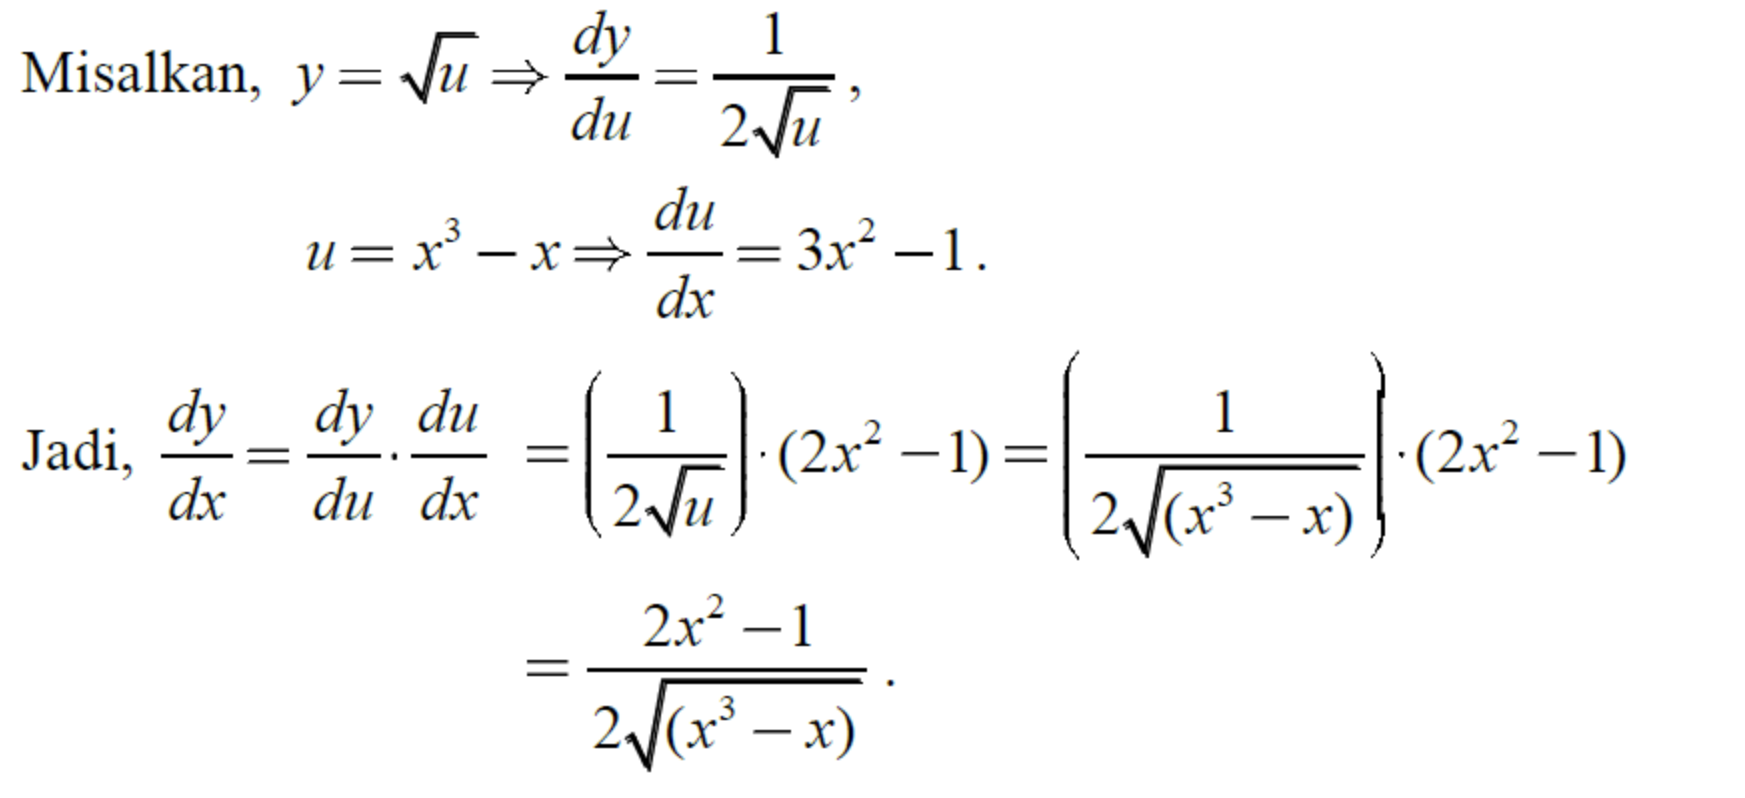 Misalkan, y = √u ⇒ dy/du = 1/(2√u),
u = x³ − x ⇒ du/dx = 3x² − 1.
Jadi, dy/dx = dy/du · du/dx = (1/(2√u)) · (2x² − 1) = (1/(2√(x³ − x))) · (2x² − 1)
= (2x² − 1)/(2√(x³ − x)).